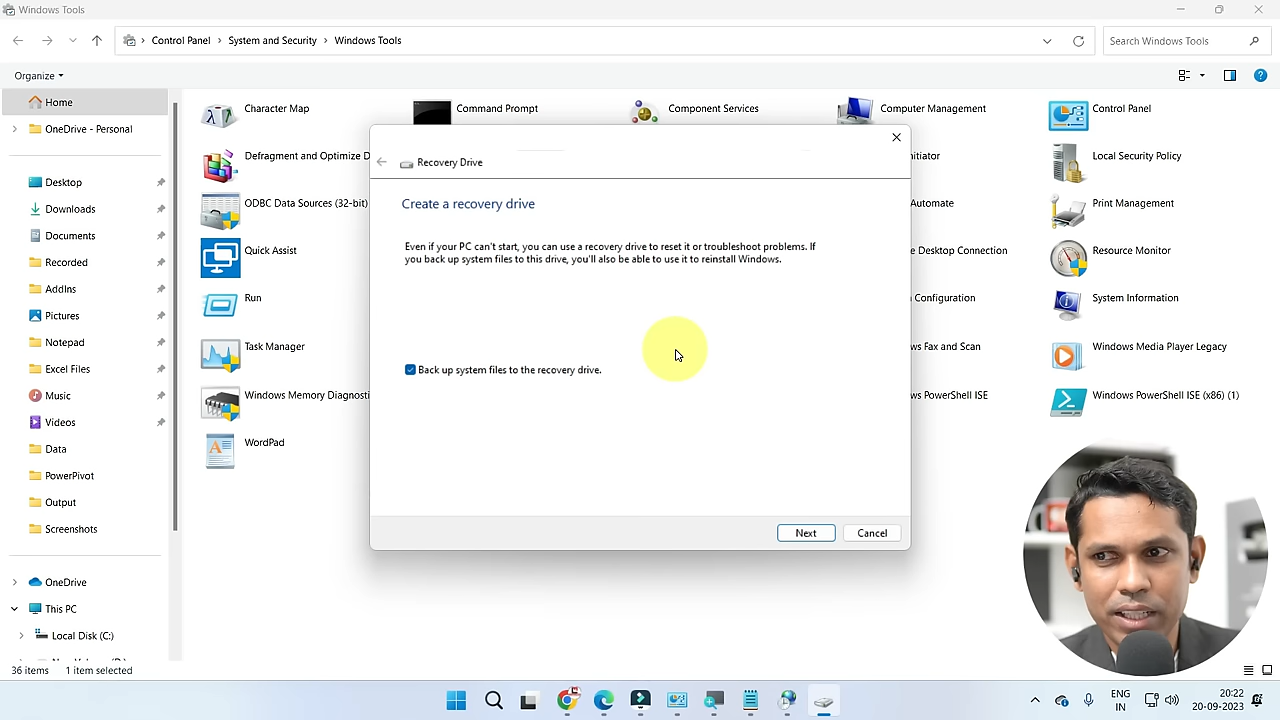 Windows Tools
Control Panel > System and Security > Windows Tools
Search Windows Tools
Organize
Home
OneDrive - Personal
Desktop
Downloads
Documents
Recorded
AddIns
Pictures
Notepad
Excel Files
Music
Videos
Data
PowerPivot
Output
Screenshots
OneDrive
This PC
Local Disk (C:)
Character Map
Command Prompt
Component Services
Computer Management
Control Panel
Defragment and Optimize D
nitiator
Local Security Policy
ODBC Data Sources (32-bit)
Automate
Print Management
Quick Assist
e Desktop Connection
Resource Monitor
Run
Configuration
System Information
Task Manager
ws Fax and Scan
Windows Media Player Legacy
Windows Memory Diagnosti
ws PowerShell ISE
Windows PowerShell ISE (x86) (1)
WordPad
Recovery Drive
Create a recovery drive
Even if your PC can't start, you can use a recovery drive to reset it or troubleshoot problems. If
you back up system files to this drive, you'll also be able to use it to reinstall Windows.
Back up system files to the recovery drive.
Next
Cancel
36 items
1 item selected
ENG
IN
20:22
20-09-2023